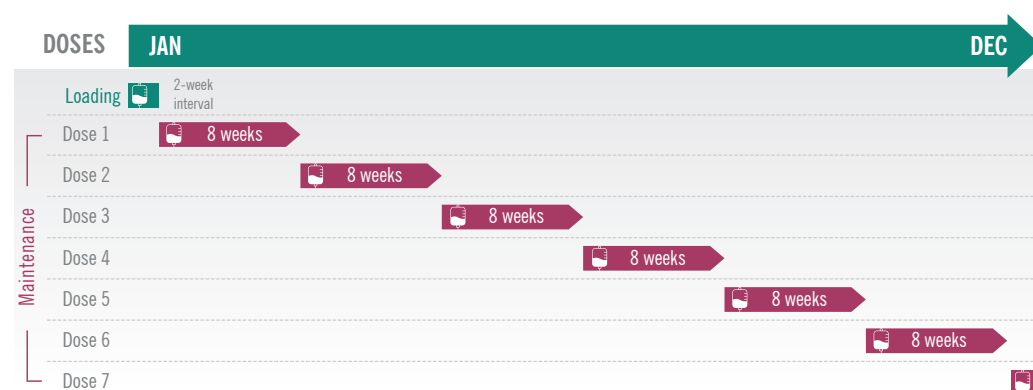 DOSES JAN DEC
Loading 2-week
interval
Dose 1 8 weeks
Dose 2 8 weeks
Dose 3 8 weeks
Maintenance
Dose 4 8 weeks
Dose 5 8 weeks
Dose 6 8 weeks
Dose 7